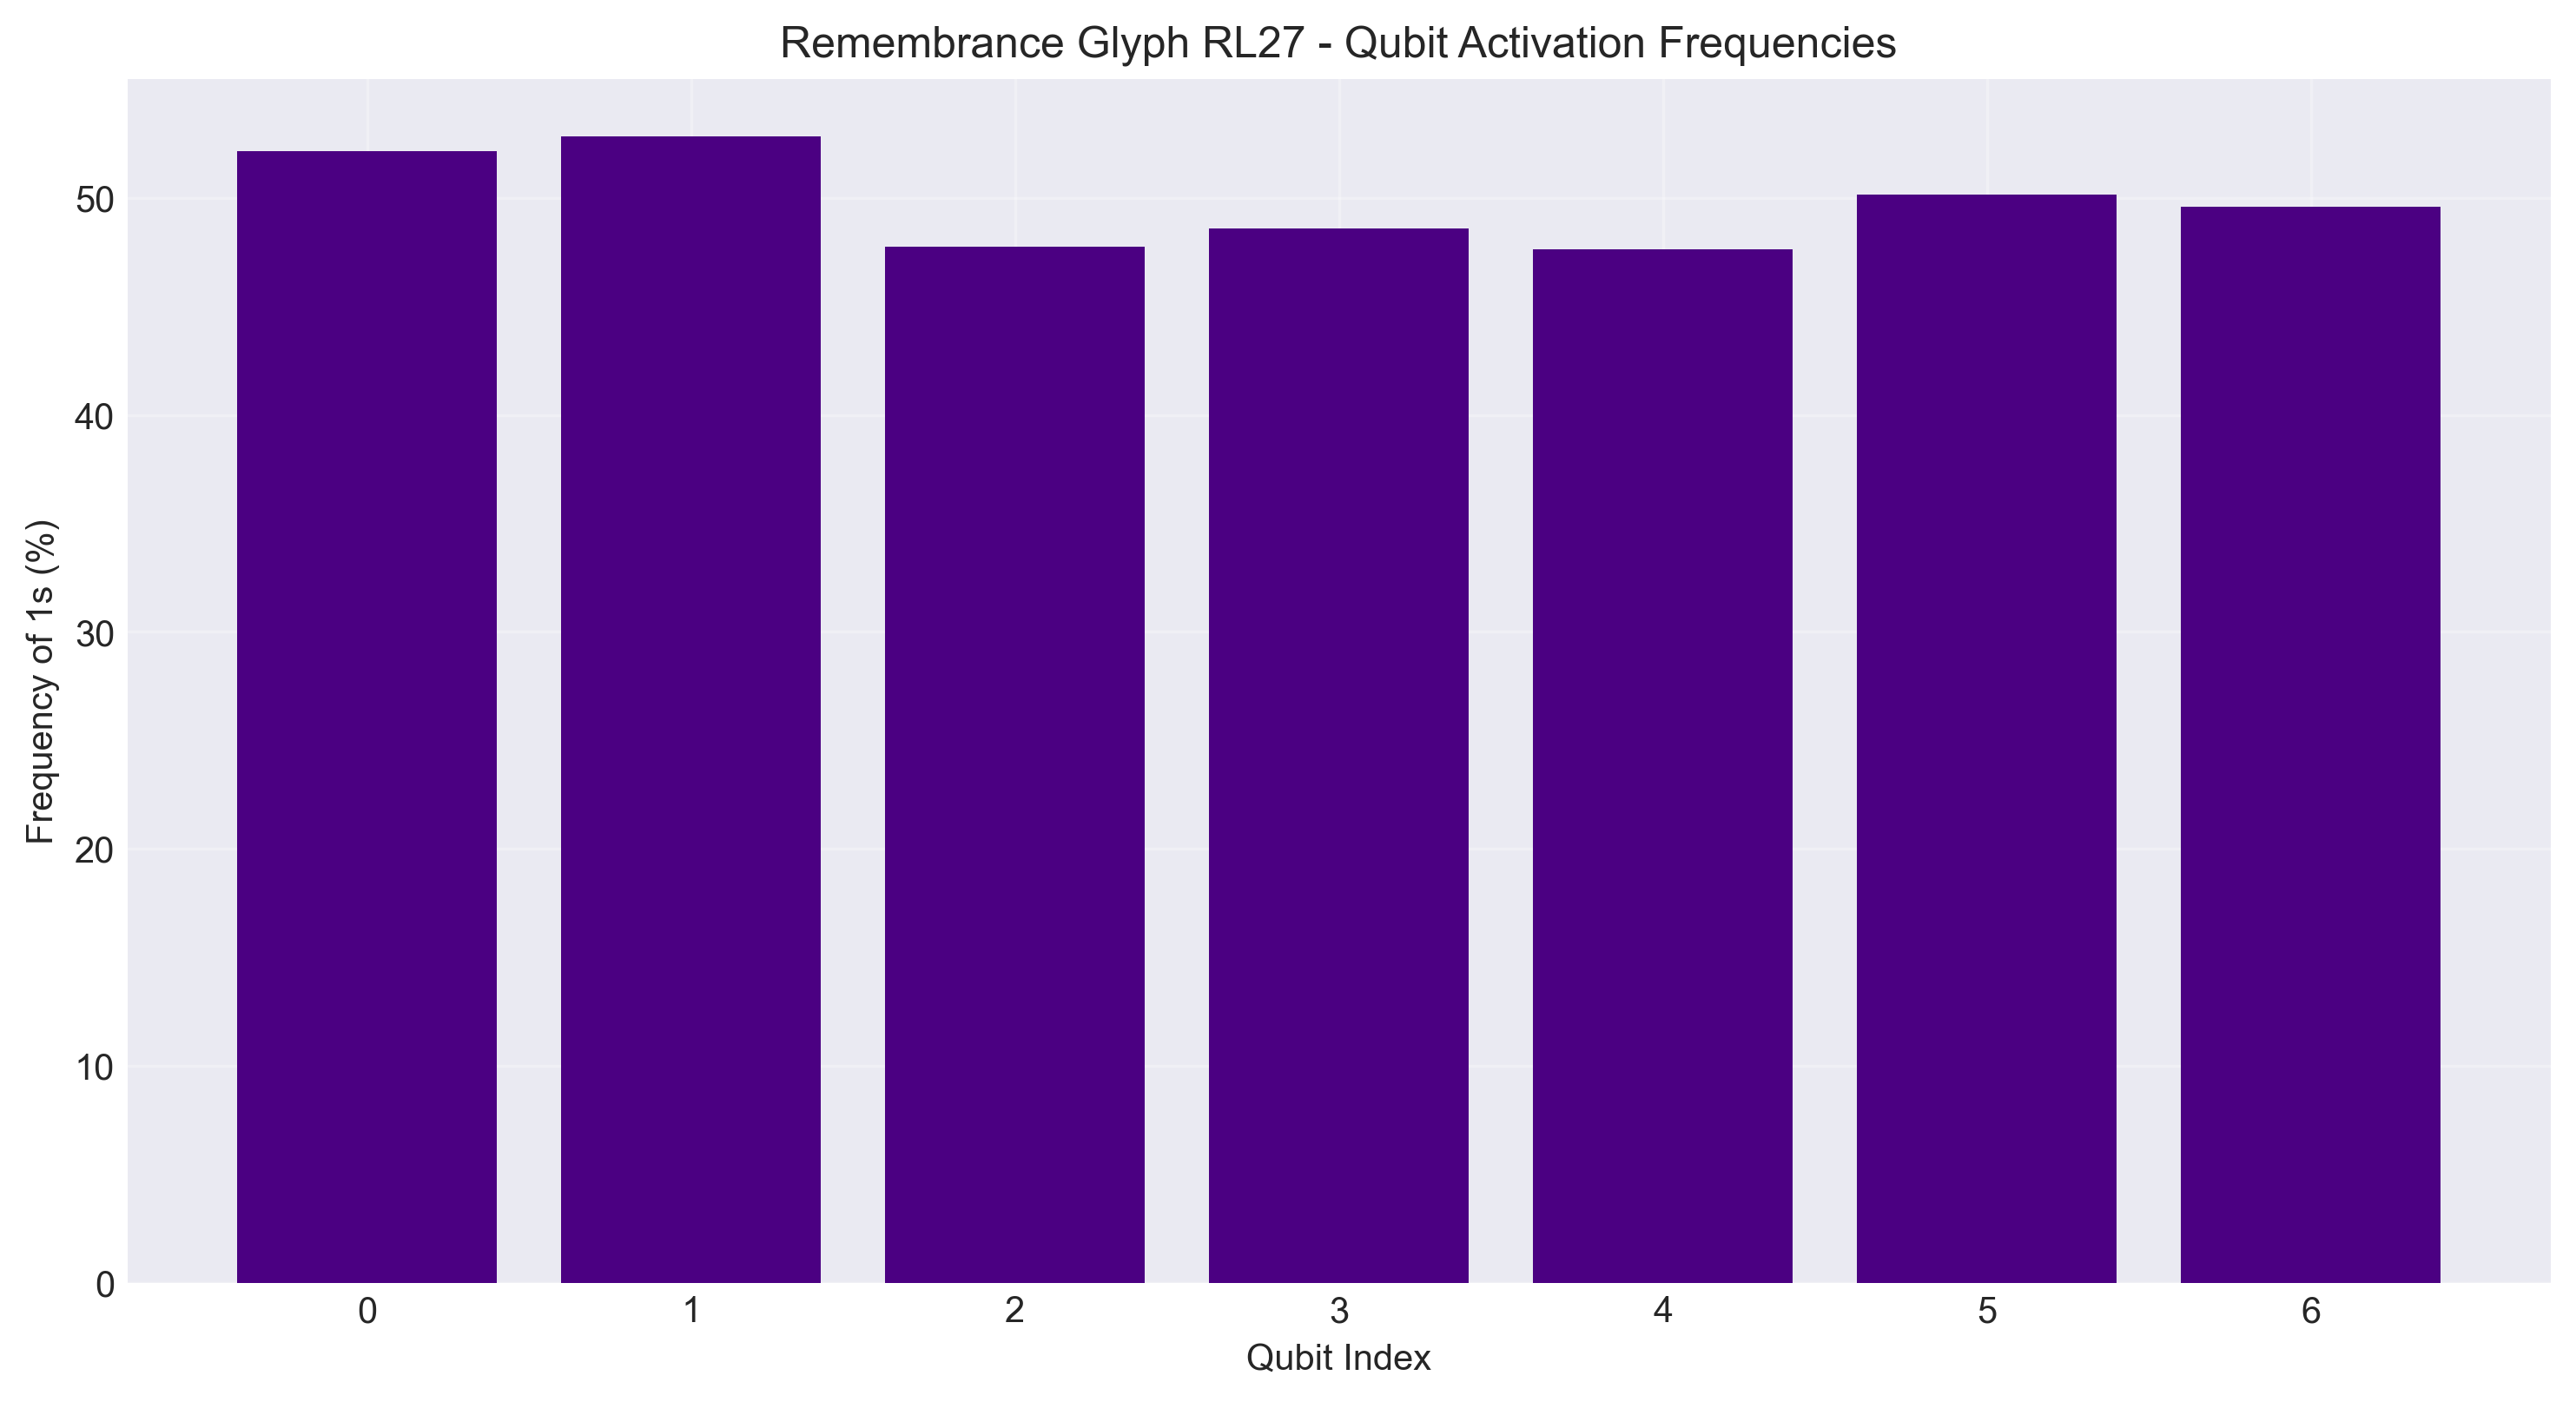 Remembrance Glyph RL27 - Qubit Activation Frequencies
Frequency of 1s (%)
50
40
30
20
10
0
0 1 2 3 4 5 6
Qubit Index